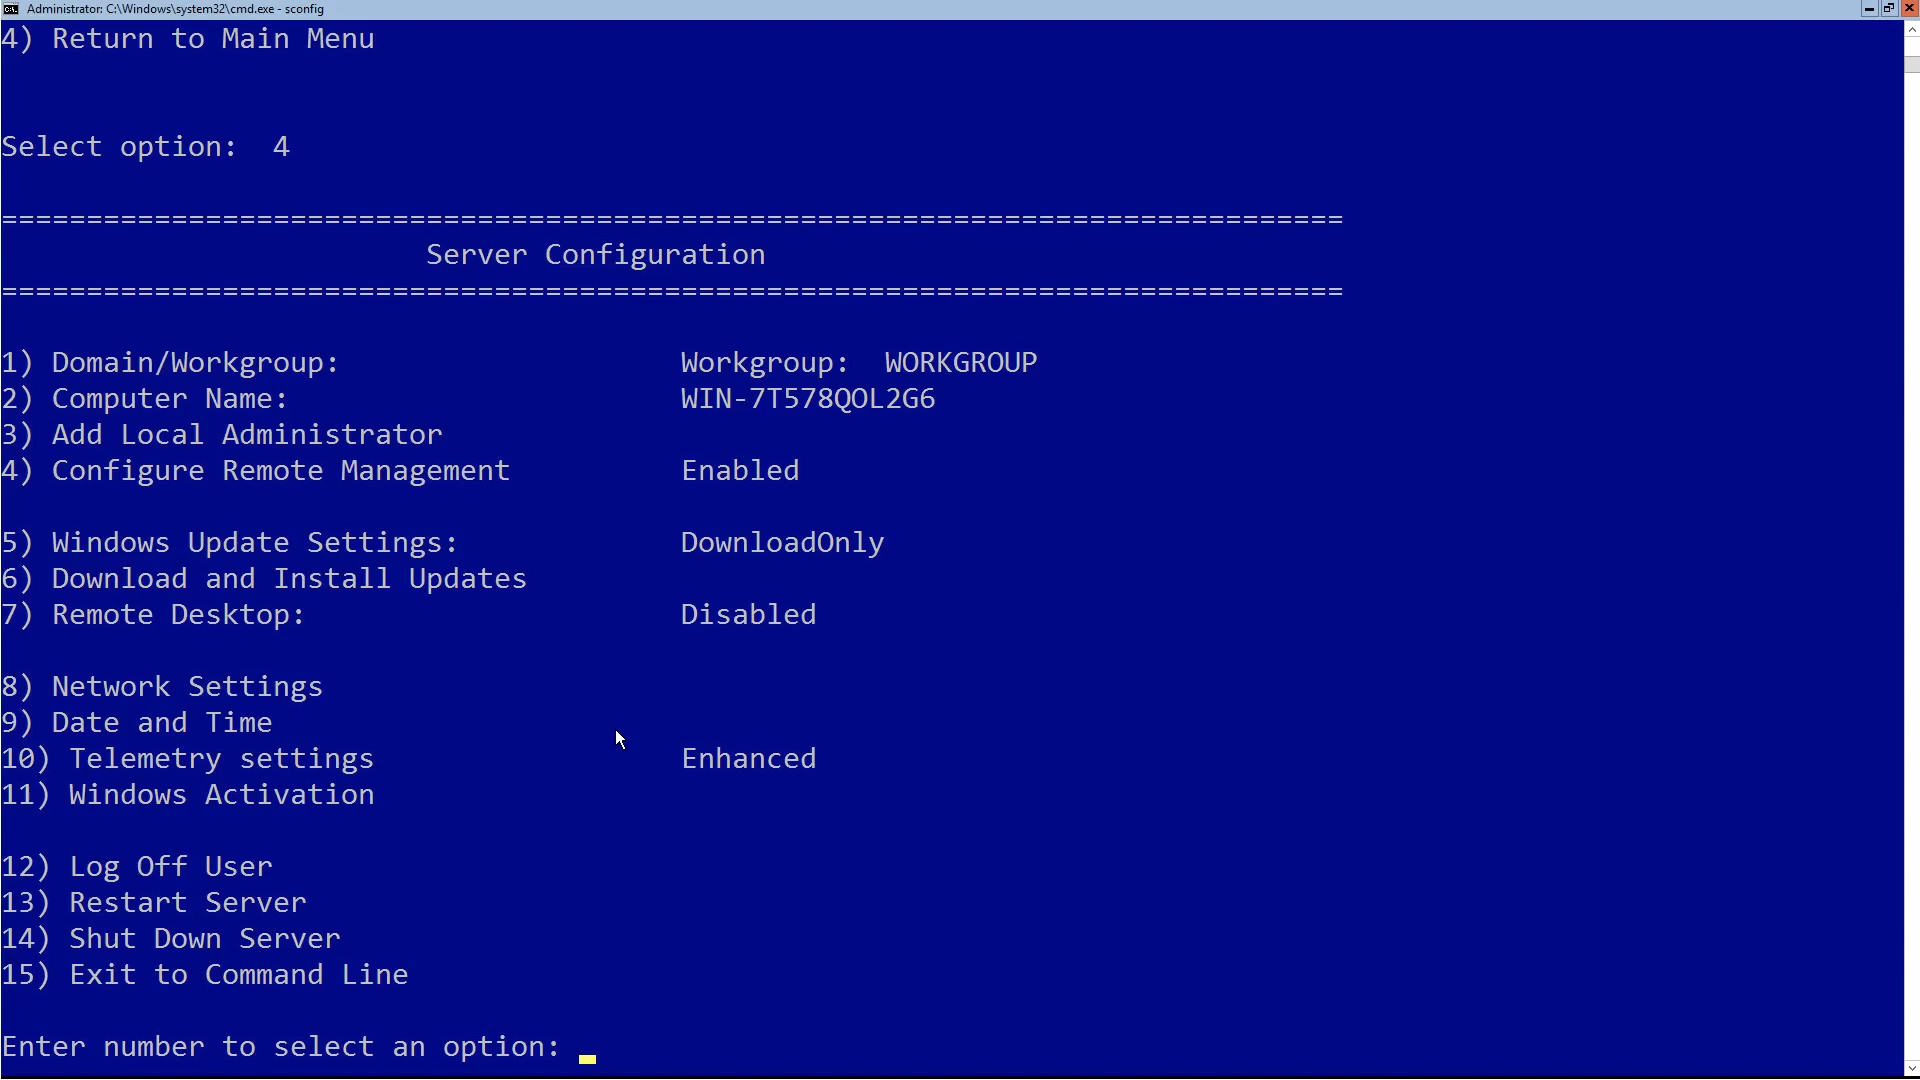 Administrator: C:\Windows\system32\cmd.exe - sconfig
4) Return to Main Menu
Select option:  4
===============================================================================
                         Server Configuration
===============================================================================
1) Domain/Workgroup:                    Workgroup:  WORKGROUP
2) Computer Name:                       WIN-7T578QOL2G6
3) Add Local Administrator
4) Configure Remote Management          Enabled
5) Windows Update Settings:             DownloadOnly
6) Download and Install Updates
7) Remote Desktop:                      Disabled
8) Network Settings
9) Date and Time
10) Telemetry settings                  Enhanced
11) Windows Activation
12) Log Off User
13) Restart Server
14) Shut Down Server
15) Exit to Command Line
Enter number to select an option: